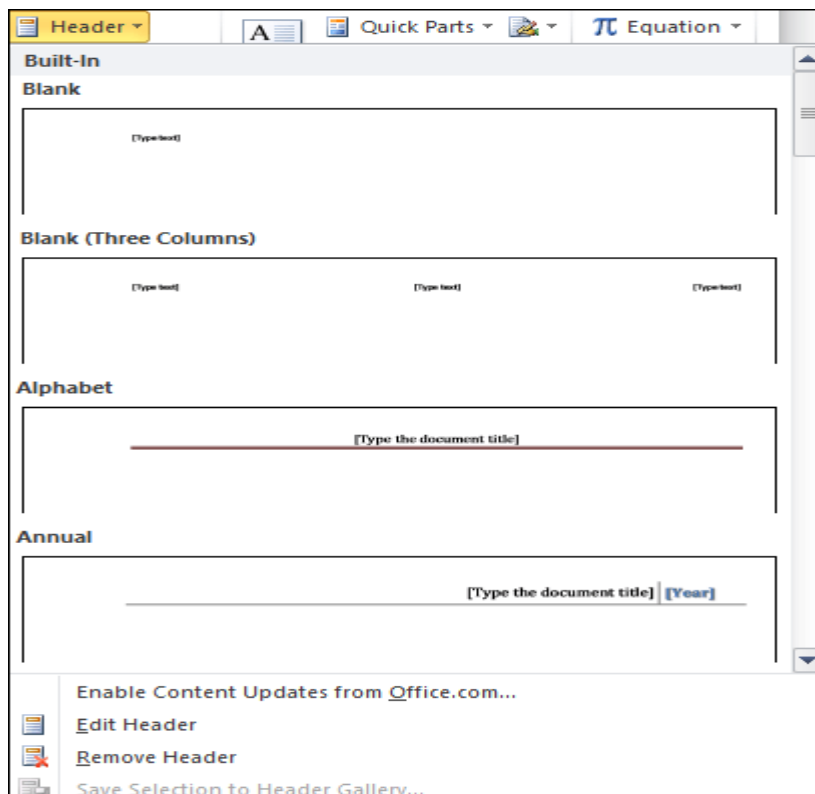 Header A Quick Parts π Equation
Built-In
Blank
[Type text]
Blank (Three Columns)
[Type text] [Type text] [Type text]
Alphabet
[Type the document title]
Annual
[Type the document title] [Year]
Enable Content Updates from Office.com...
Edit Header
Remove Header
Save Selection to Header Gallery...